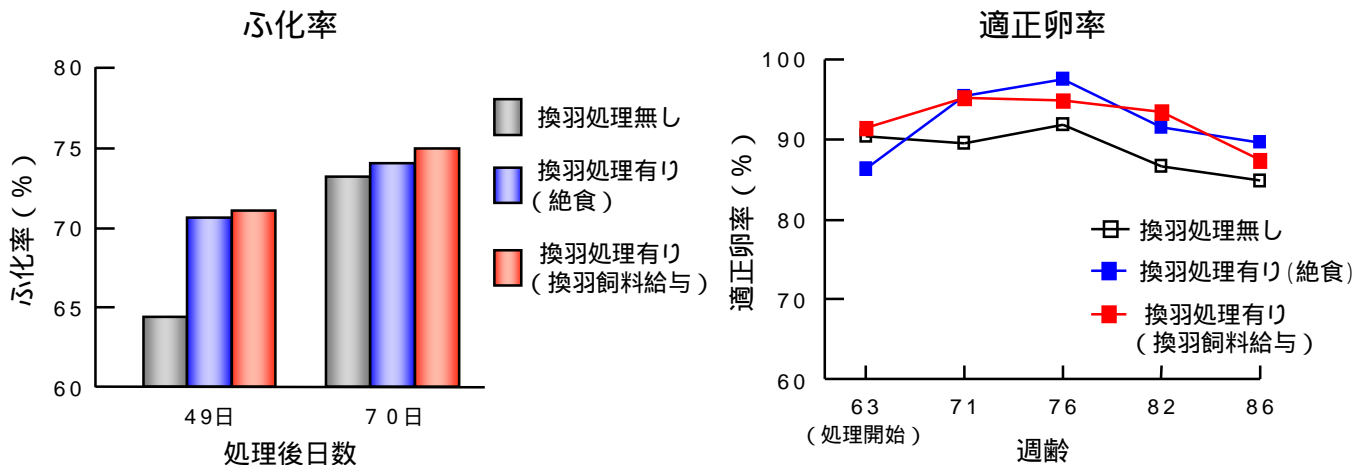 ふ化率
80
75
70
65
60
ふ化率(%)
49日
70日
処理後日数
換羽処理無し
換羽処理有り
(絶食)
換羽処理有り
(換羽飼料給与)
適正卵率
100
90
80
70
60
適正卵率(%)
63
71
76
82
86
(処理開始)
週齢
換羽処理無し
換羽処理有り(絶食)
換羽処理有り
(換羽飼料給与)